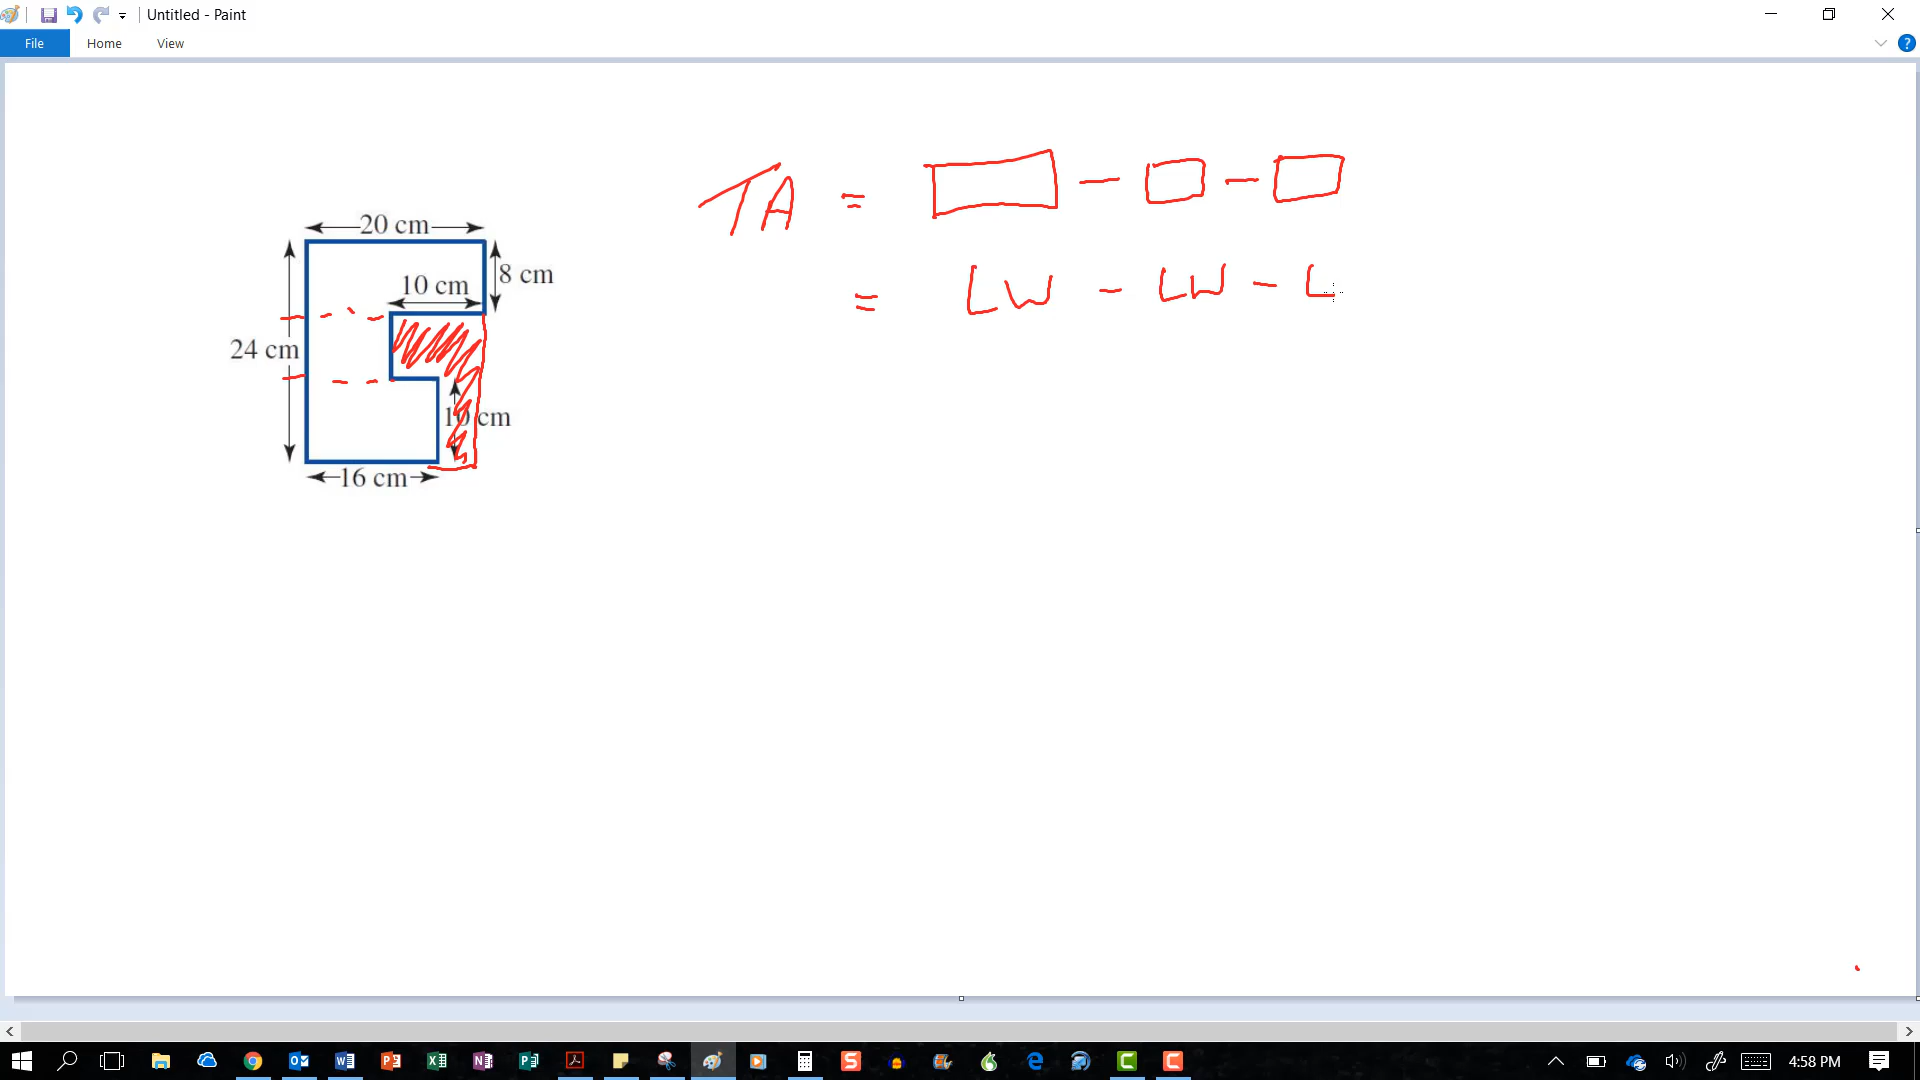 Untitled - Paint
File Home View
TA = - -
20 cm
8 cm
10 cm
= LW - LW - L
24 cm
10 cm
16 cm
4:58 PM